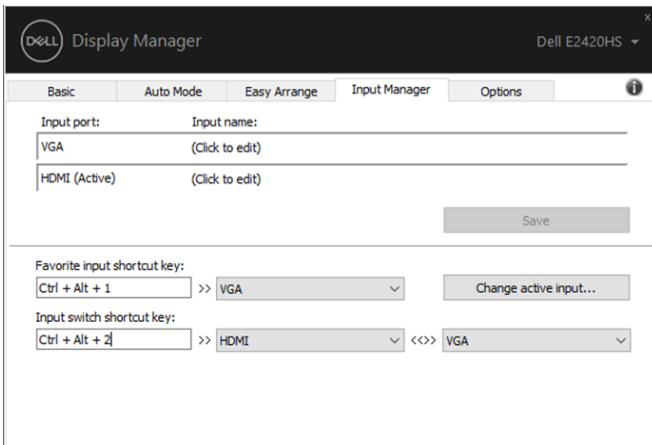 x
DELL Display Manager Dell E2420HS
Basic Auto Mode Easy Arrange Input Manager Options i
Input port: Input name:
VGA (Click to edit)
HDMI (Active) (Click to edit)
Save
Favorite input shortcut key:
Ctrl + Alt + 1 >> VGA Change active input...
Input switch shortcut key:
Ctrl + Alt + 2 >> HDMI <<>> VGA